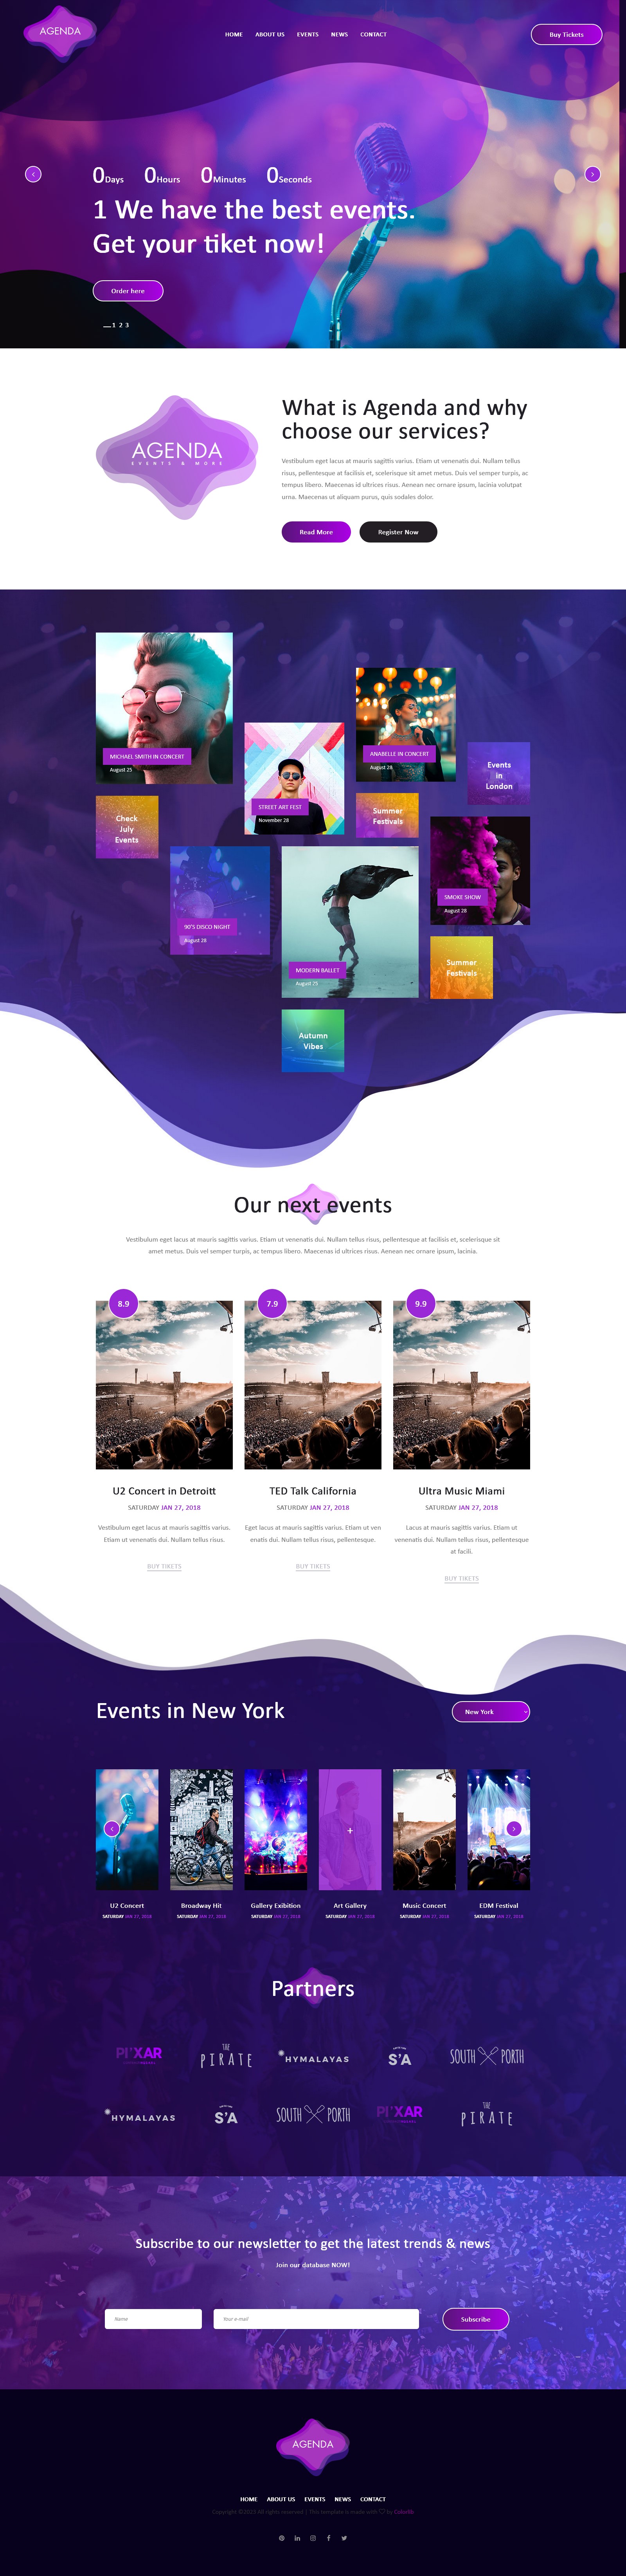 AGENDA
HOME ABOUT US EVENTS NEWS CONTACT
Buy Tickets
0Days 0Hours 0Minutes 0Seconds
1 We have the best events.
Get your tiket now!
Order here
1 2 3
AGENDA
EVENTS & MORE
What is Agenda and why
choose our services?
Vestibulum eget lacus at mauris sagittis varius. Etiam ut venenatis dui. Nullam tellus
risus, pellentesque at facilisis et, scelerisque sit amet metus. Duis vel semper turpis, ac
tempus libero. Maecenas id ultrices risus. Aenean nec ornare ipsum, lacinia volutpat
urna. Maecenas ut aliquam purus, quis sodales dolor.
Read More
Register Now
MICHAEL SMITH IN CONCERT
August 25
STREET ART FEST
November 28
ANABELLE IN CONCERT
August 28
Events
in
London
Check
July
Events
Summer
Festivals
90'S DISCO NIGHT
August 28
MODERN BALLET
August 25
SMOKE SHOW
August 28
Summer
Festivals
Autumn
Vibes
Our next events
Vestibulum eget lacus at mauris sagittis varius. Etiam ut venenatis dui. Nullam tellus risus, pellentesque at facilisis et, scelerisque sit
amet metus. Duis vel semper turpis, ac tempus libero. Maecenas id ultrices risus. Aenean nec ornare ipsum, lacinia.
8.9
7.9
9.9
U2 Concert in Detroitt
SATURDAY JAN 27, 2018
Vestibulum eget lacus at mauris sagittis varius.
Etiam ut venenatis dui. Nullam tellus risus.
BUY TIKETS
TED Talk California
SATURDAY JAN 27, 2018
Eget lacus at mauris sagittis varius. Etiam ut ven
enatis dui. Nullam tellus risus, pellentesque.
BUY TIKETS
Ultra Music Miami
SATURDAY JAN 27, 2018
Lacus at mauris sagittis varius. Etiam ut
venenatis dui. Nullam tellus risus, pellentesque
at facili.
BUY TIKETS
Events in New York
New York
U2 Concert
SATURDAY JAN 27, 2018
Broadway Hit
SATURDAY JAN 27, 2018
Gallery Exibition
SATURDAY JAN 27, 2018
Art Gallery
SATURDAY JAN 27, 2018
Music Concert
SATURDAY JAN 27, 2018
EDM Festival
SATURDAY JAN 27, 2018
Partners
PI'XAR
THE
PIRATE
HYMALAYAS
S'A
SOUTH PORTH
HYMALAYAS
S'A
SOUTH PORTH
PI'XAR
THE
PIRATE
Subscribe to our newsletter to get the latest trends & news
Join our database NOW!
Name
Your e-mail
Subscribe
AGENDA
HOME ABOUT US EVENTS NEWS CONTACT
All rights reserved | This template is made with by Colorlib